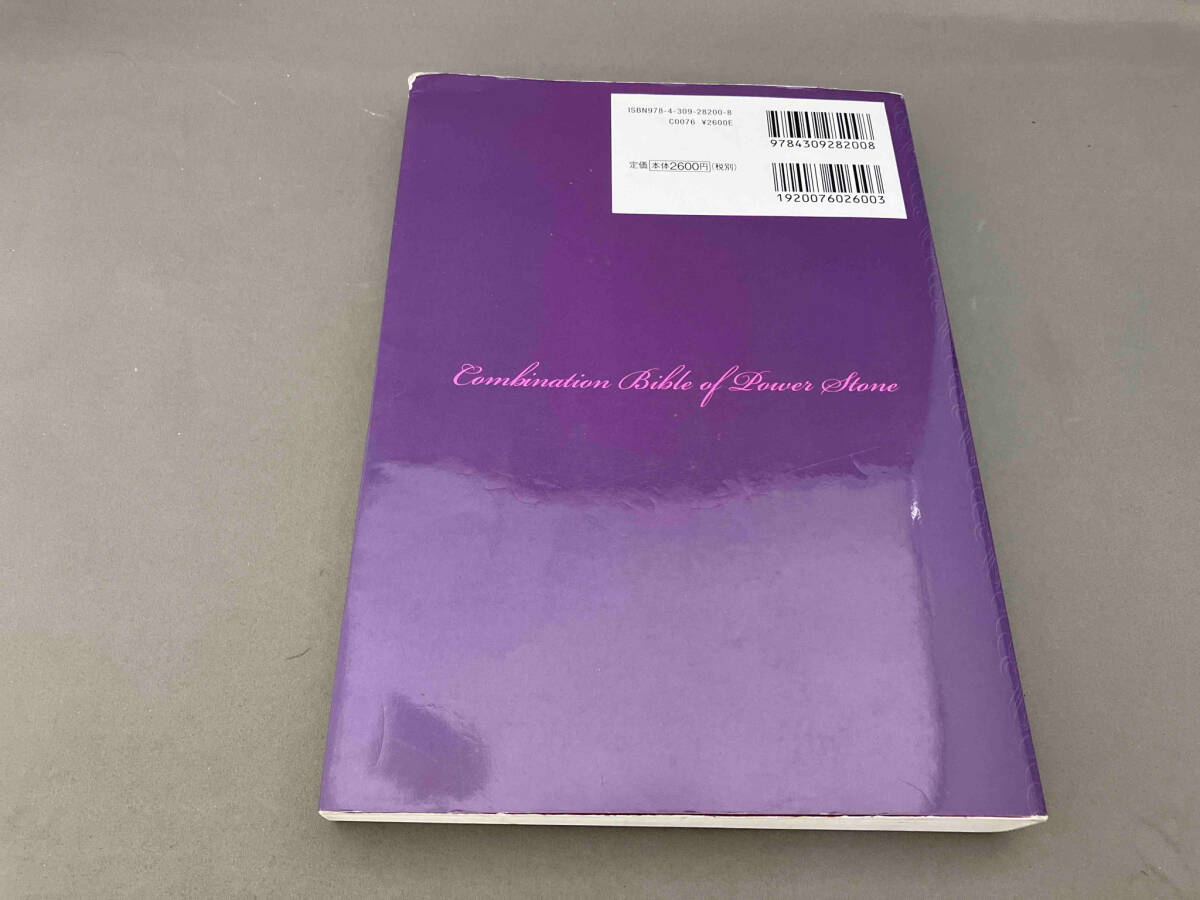 ISBN978-4-309-28200-8
C0076 ¥2600E
9784309282008
定価 本体2600円 (税別)
1920076026003
Combination Bible of Power Stone